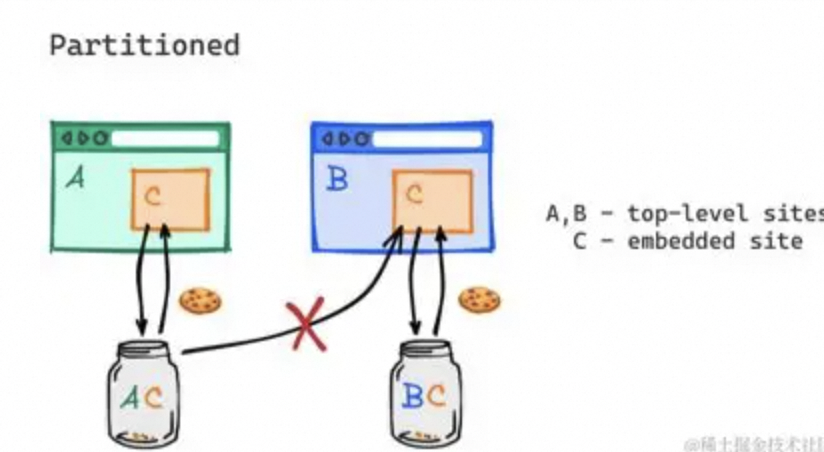 Partitioned
A
C
B
C
A,B - top-level sites
C - embedded site
AC
BC
@稀土掘金技术社区